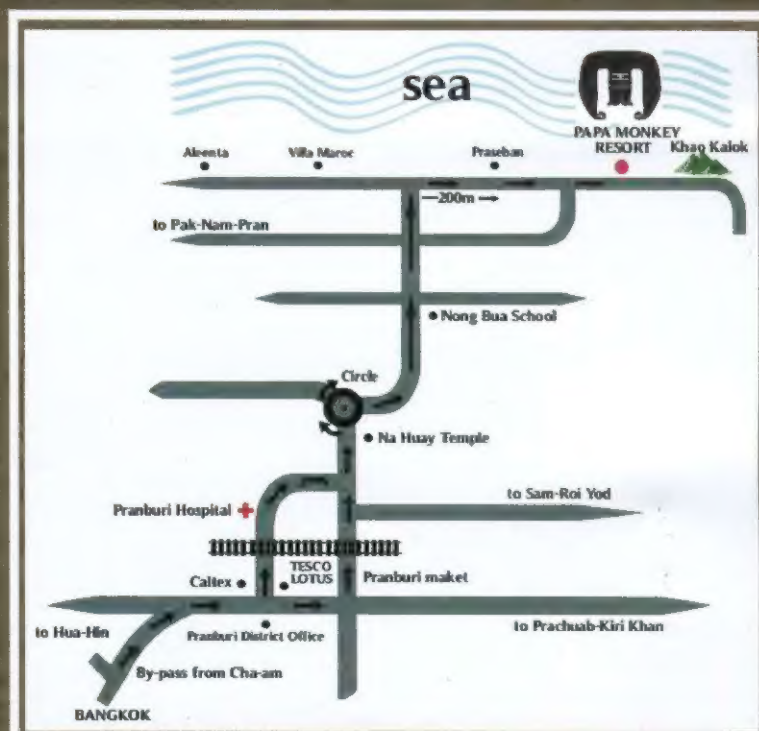 sea
PAPA MONKEY
RESORT
Khao Kalok
Aleenta
Villa Maroc
Praseban
200m
to Pak-Nam-Pran
Nong Bua School
Circle
Na Huay Temple
Pranburi Hospital
to Sam-Roi Yod
TESCO
LOTUS
Caltex
Pranburi maket
to Hua-Hin
Pranburi District Office
to Prachuab-Kiri Khan
By-pass from Cha-am
BANGKOK